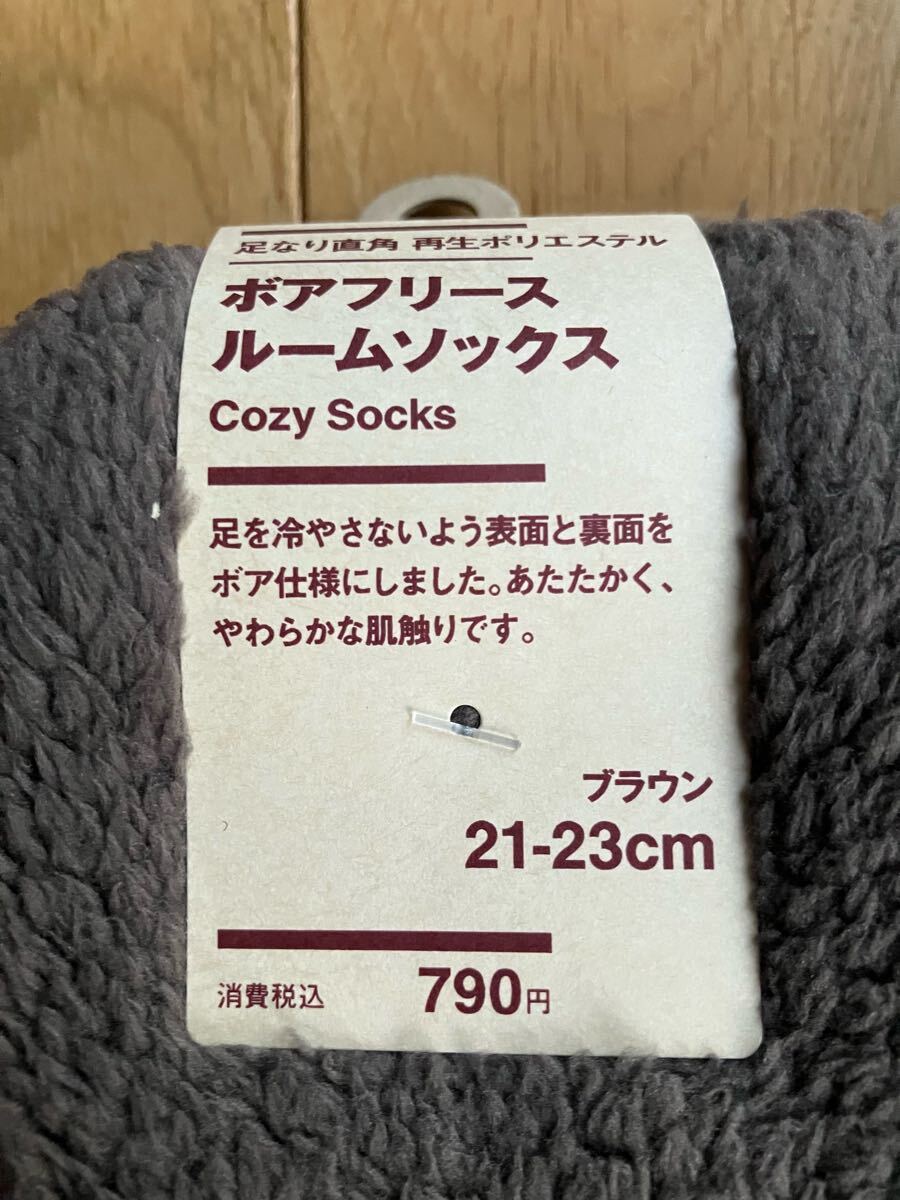 足なり直角 再生ポリエステル
ボアフリース
ルームソックス
Cozy Socks
足を冷やさないよう表面と裏面を
ボア仕様にしました。あたたかく、
やわらかな肌触りです。
ブラウン
21-23cm
消費税込 790円